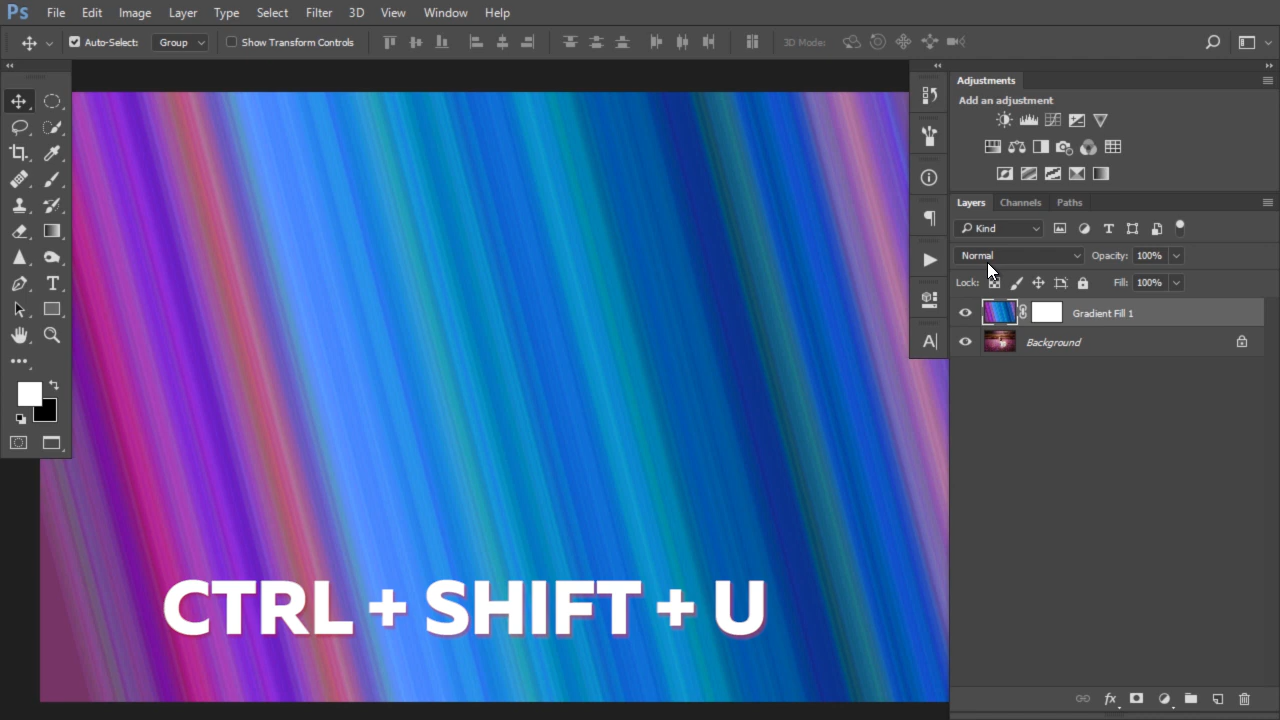 Ps File Edit Image Layer Type Select Filter 3D View Window Help
Auto-Select: Group Show Transform Controls 3D Mode:
Adjustments
Add an adjustment
Layers Channels Paths
Kind
Normal Opacity: 100%
Lock: Fill: 100%
Gradient Fill 1
Background
CTRL + SHIFT + U